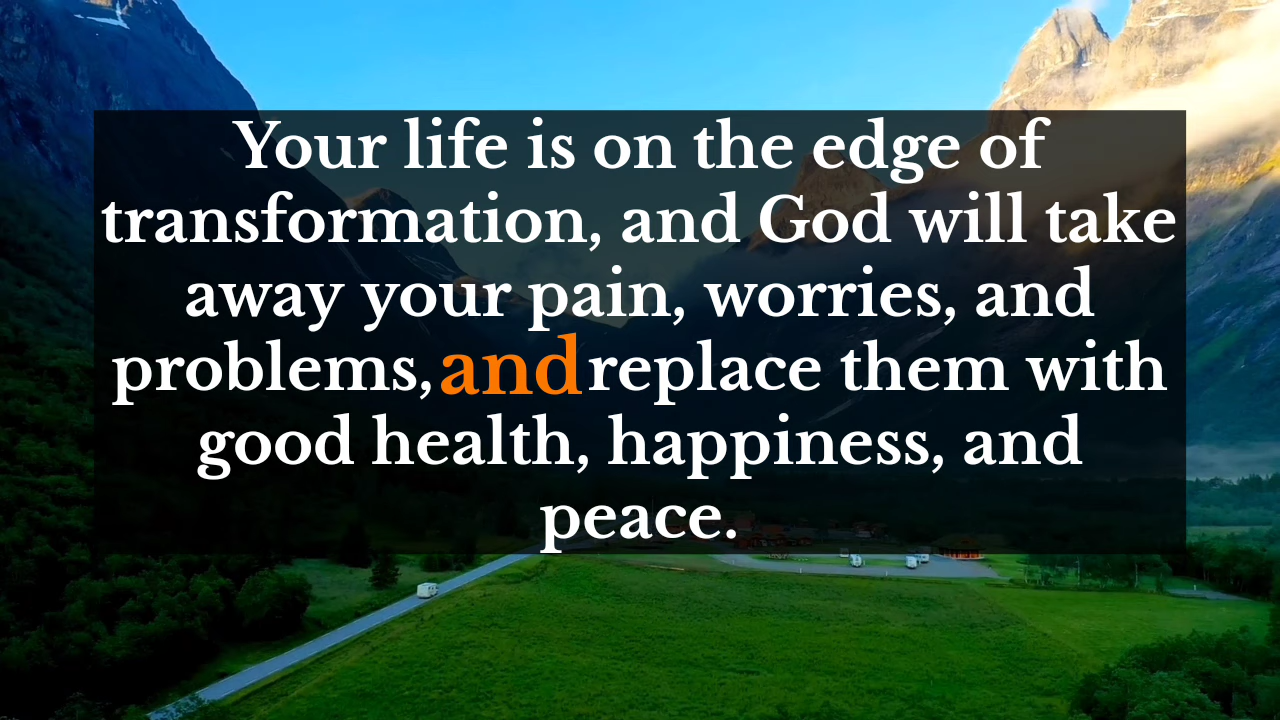 Your life is on the edge of
transformation, and God will take
away your pain, worries, and
problems, and replace them with
good health, happiness, and
peace.